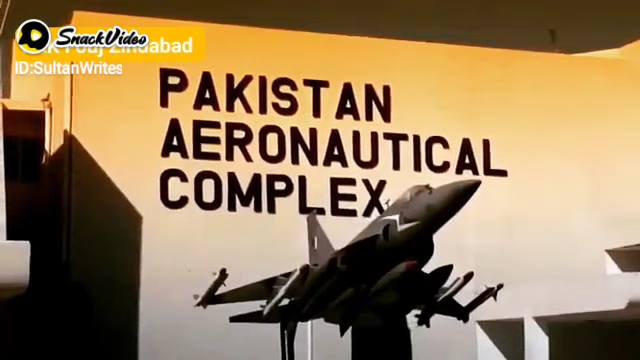 SnackVideo
Fouj Zindabad
ID:SultanWrites
PAKISTAN
AERONAUTICAL
COMPLEX